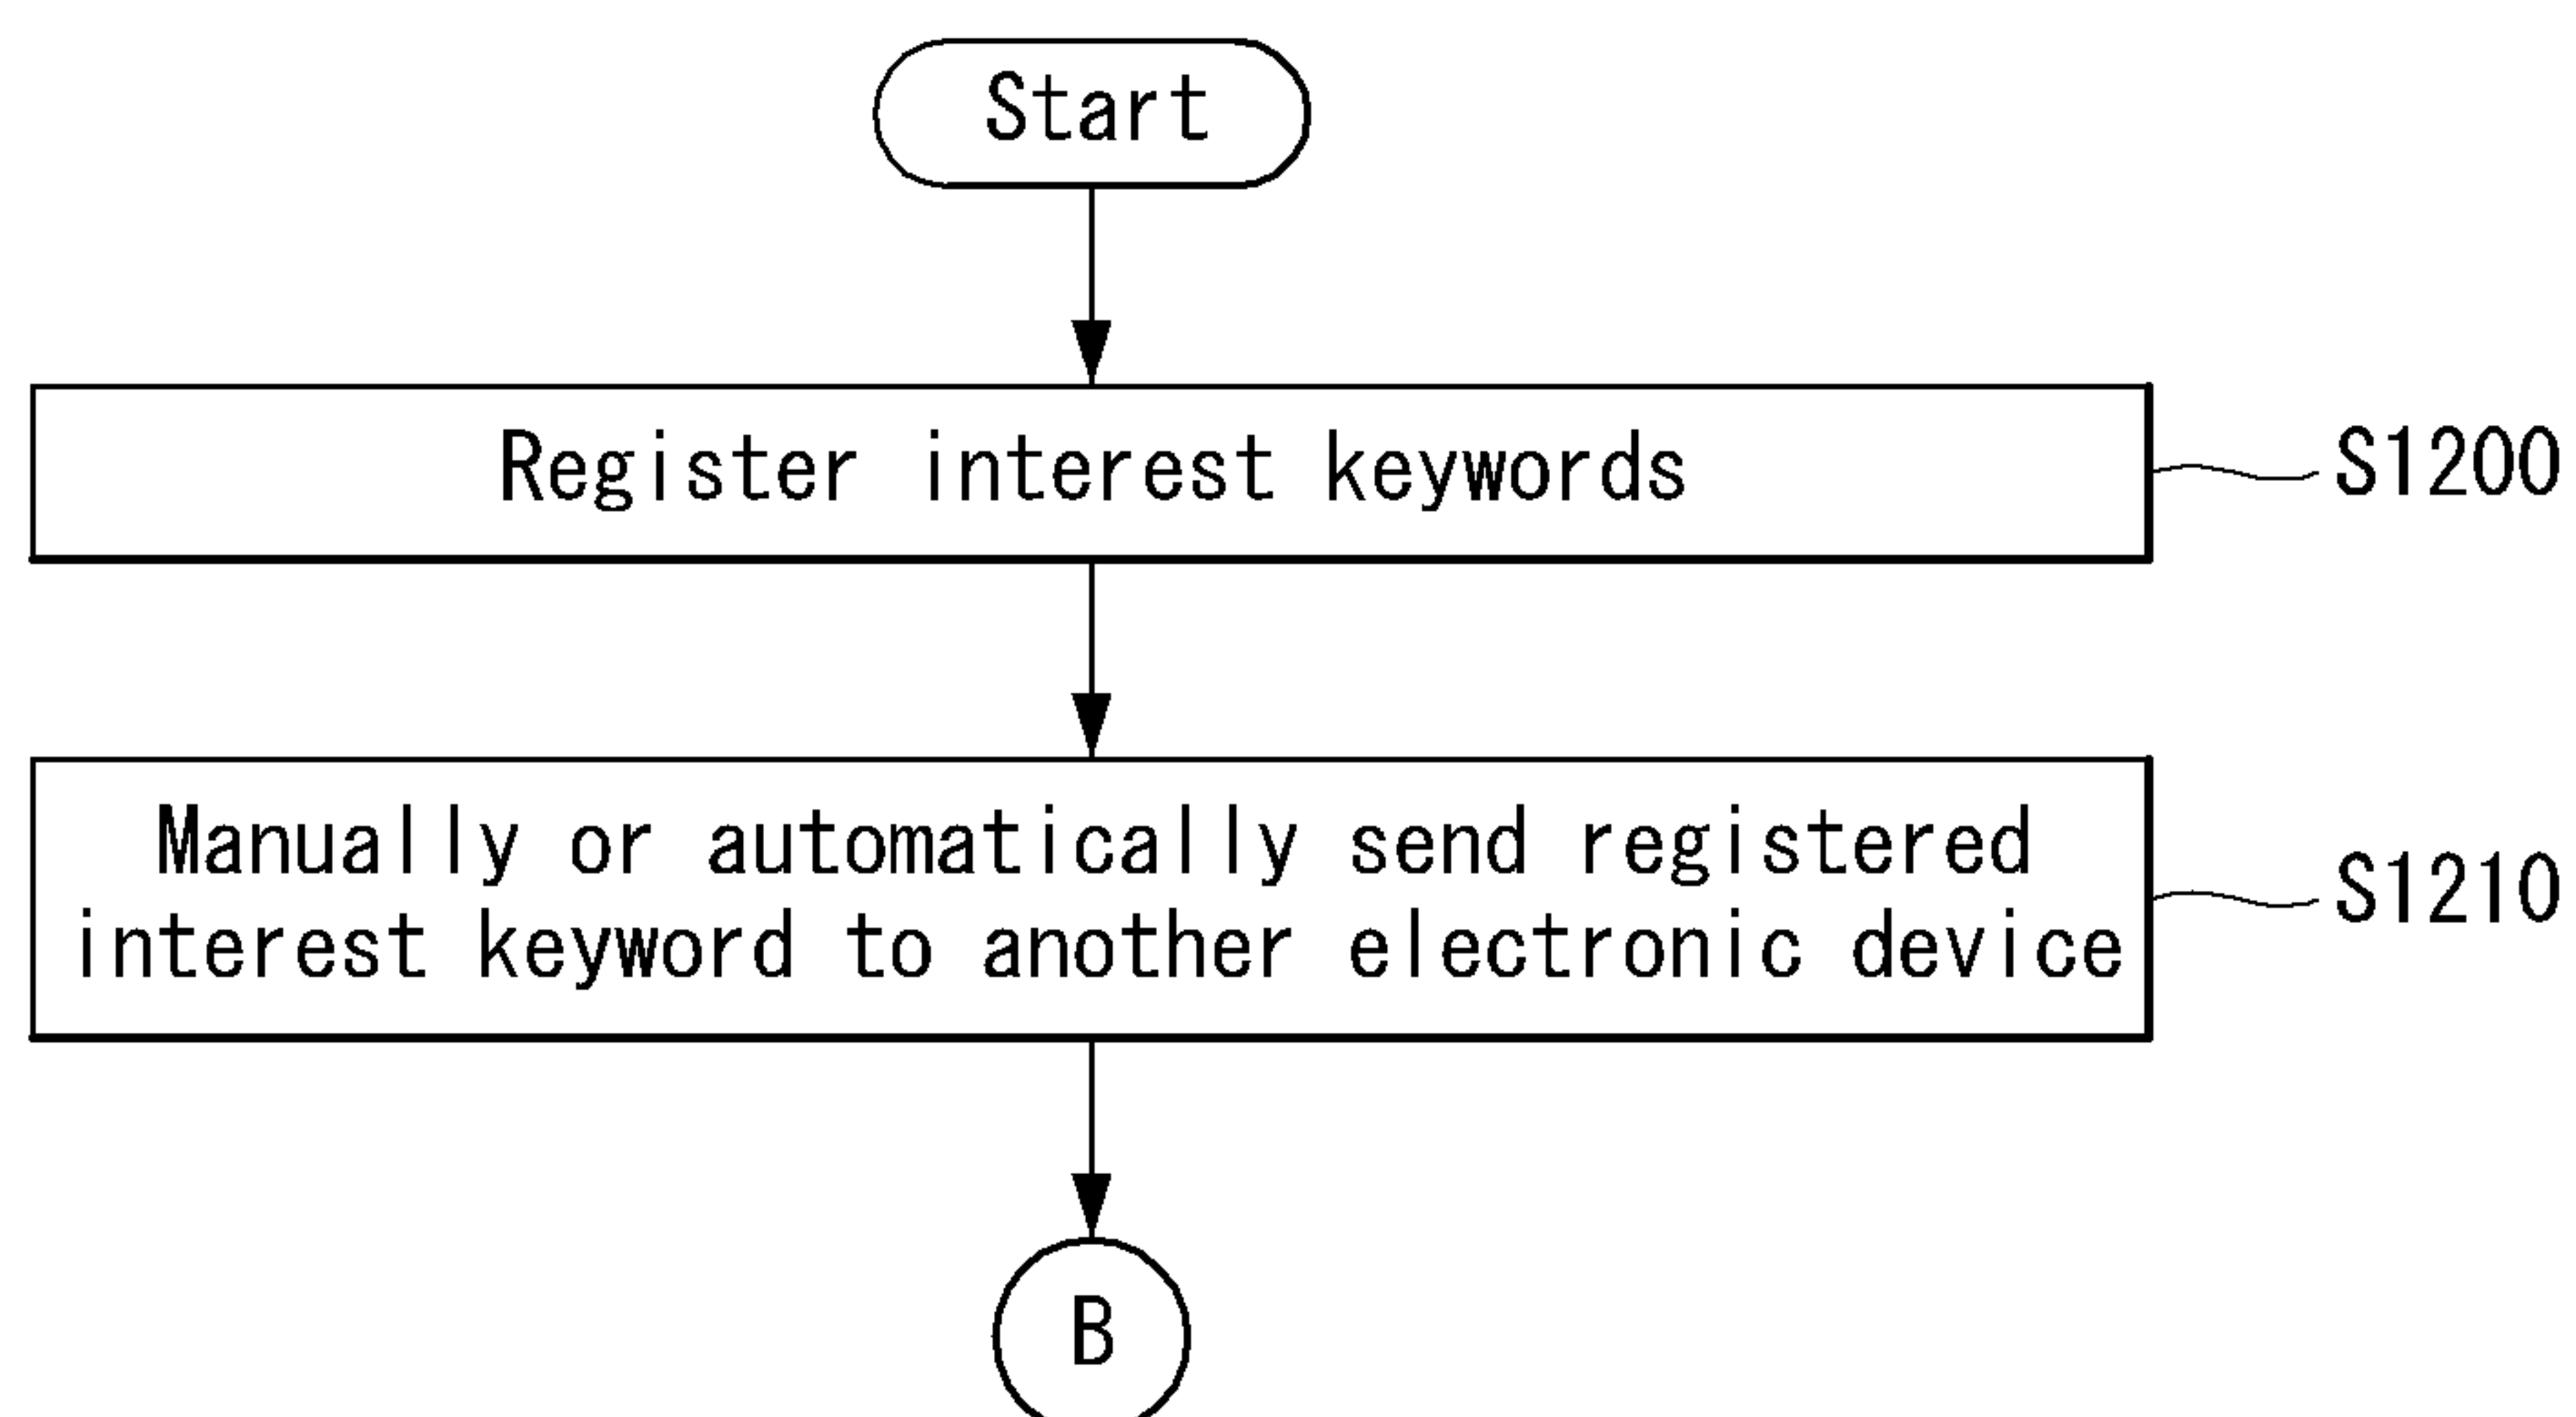 Start
Register interest keywords
S1200
Manually or automatically send registered
interest keyword to another electronic device
S1210
B